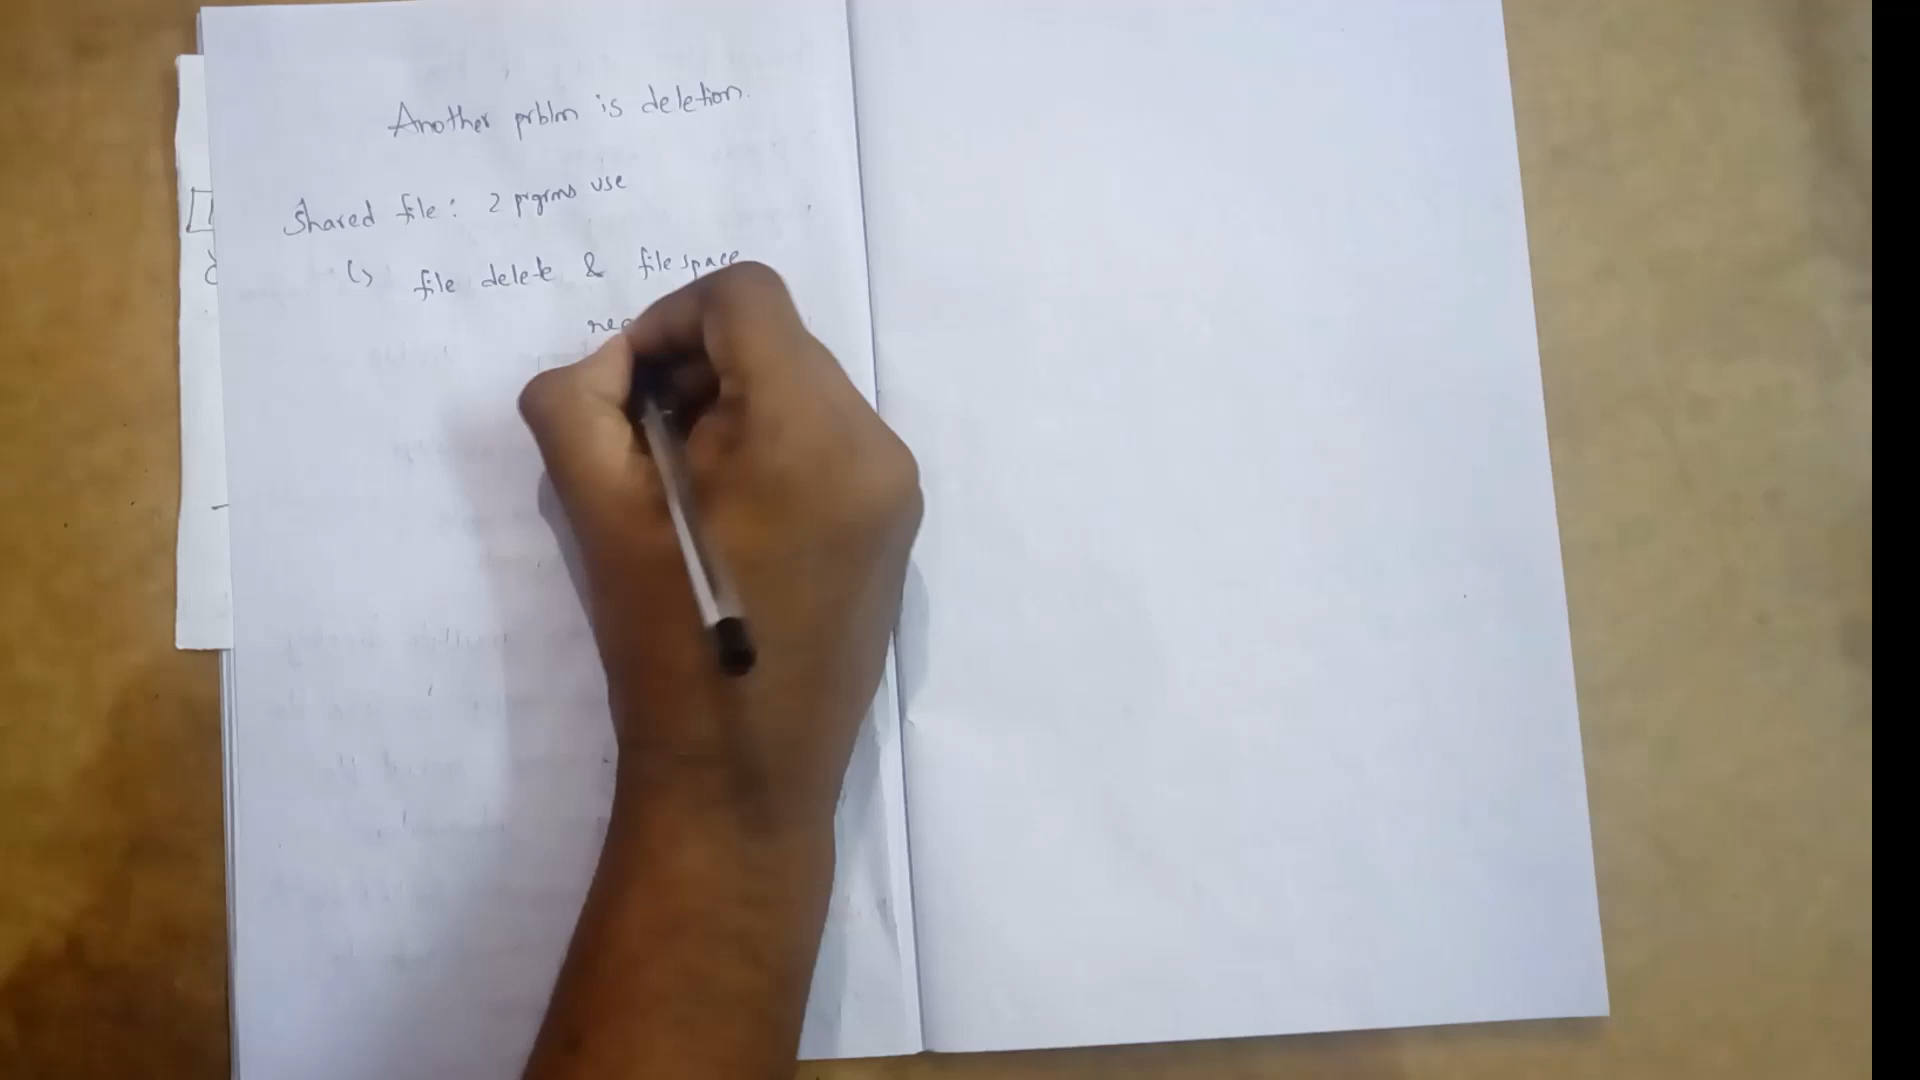 Another prblm is deletion.
Shared file: 2 prgrms use
↳ file delete & file space